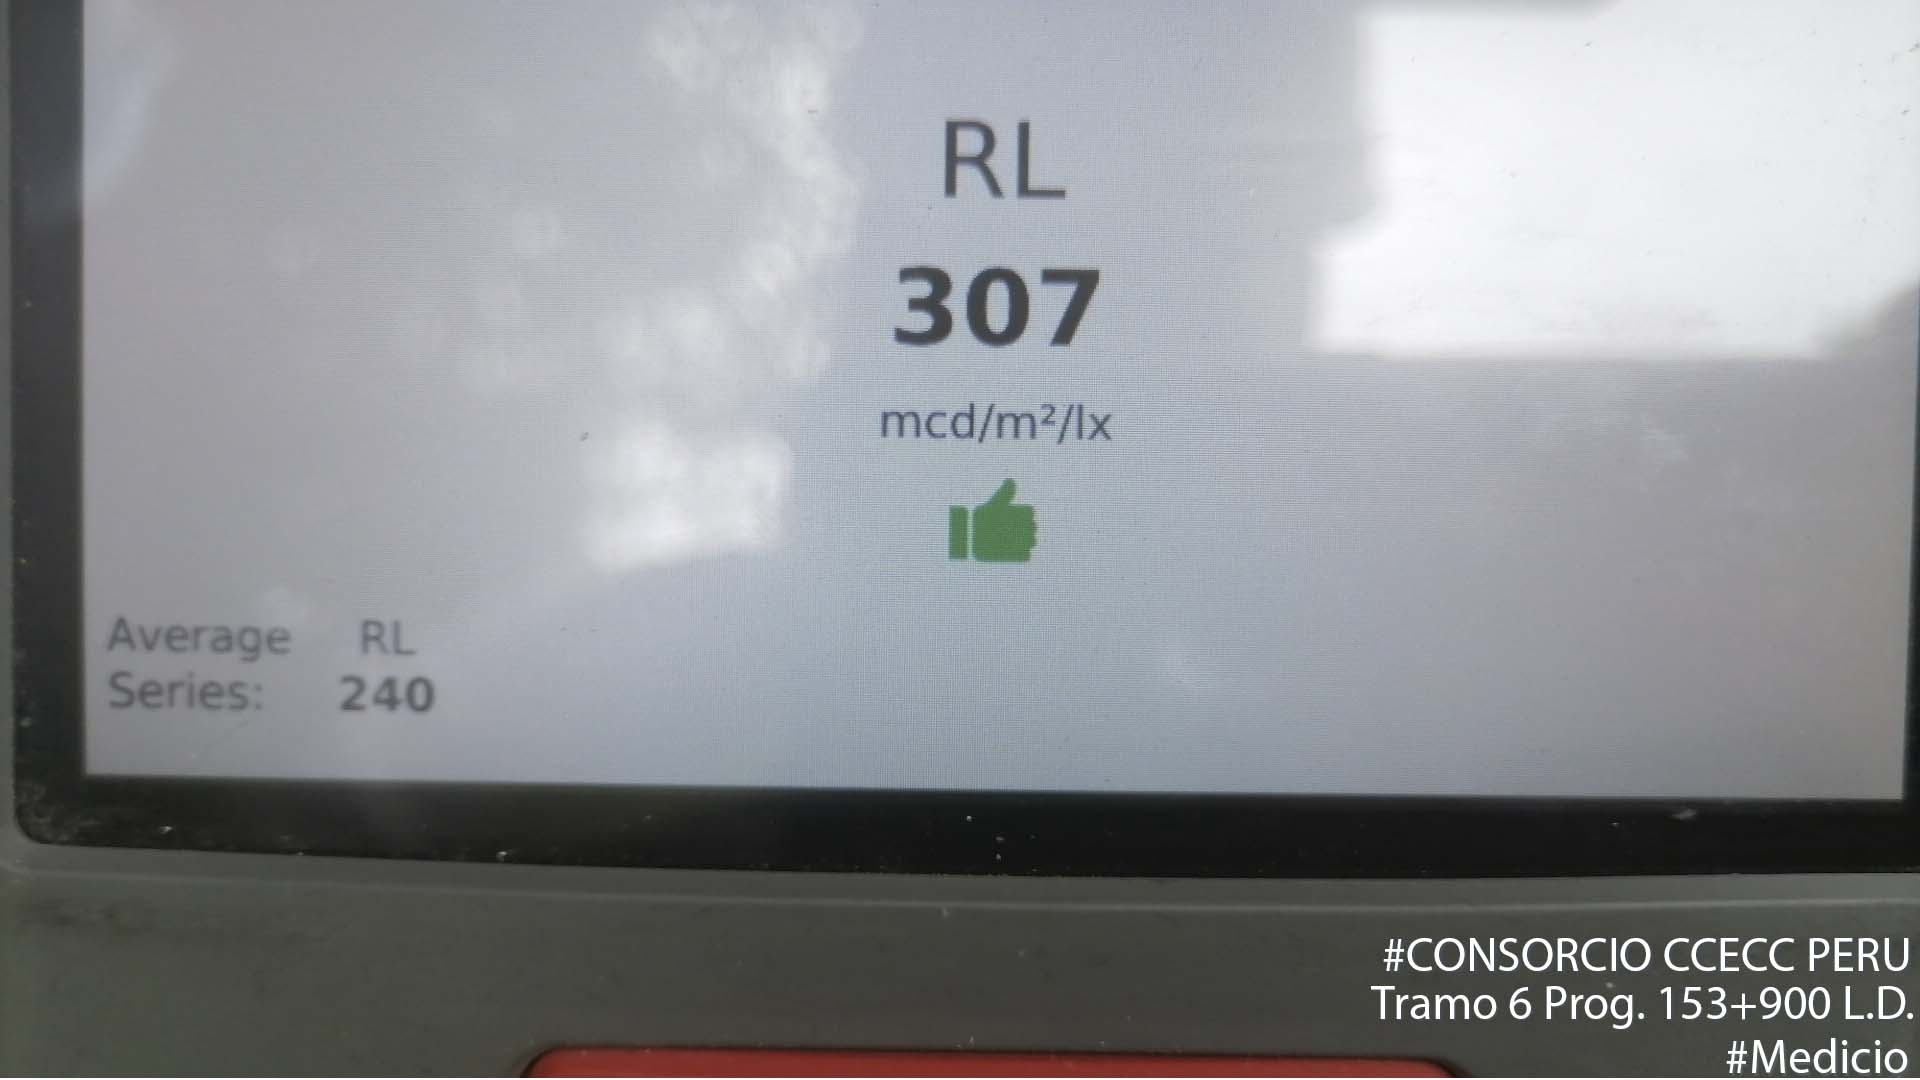 RL
307
mcd/m²/lx
Average RL
Series: 240
#CONSORCIO CCECC PERU
Tramo 6 Prog. 153+900 L.D.
#Medicio